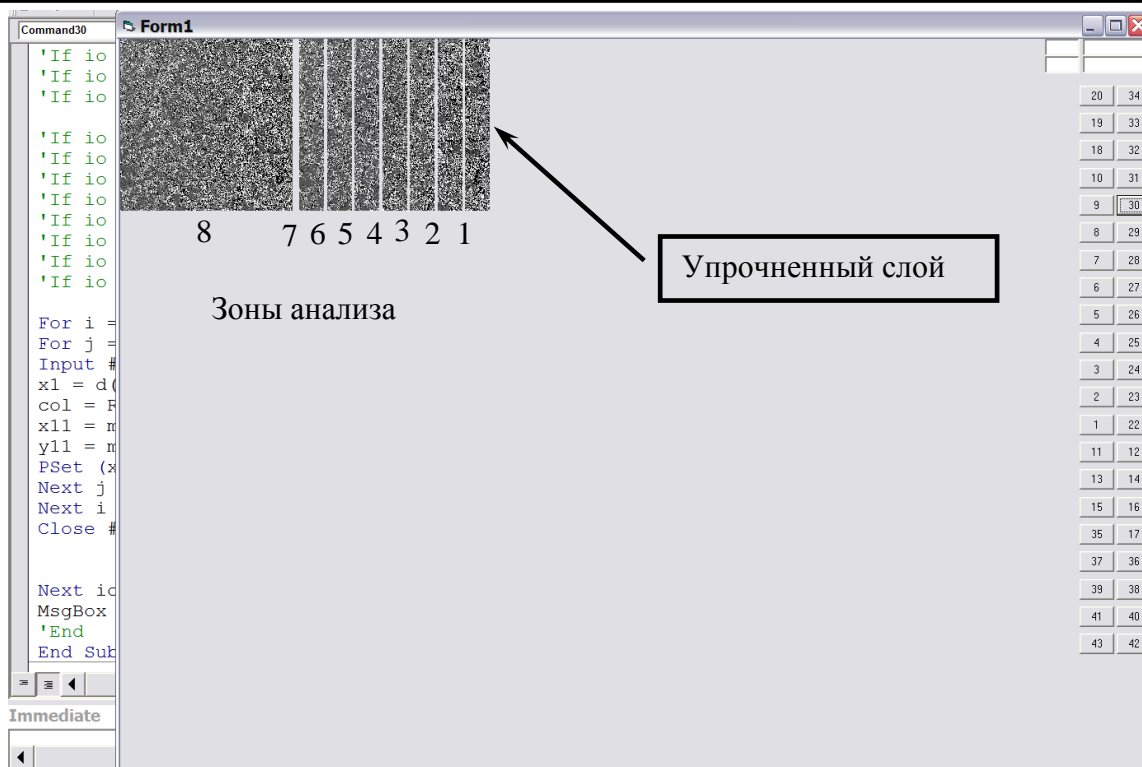 Command30
Form1
'If io
'If io
'If io
'If io
'If io
'If io
'If io
'If io
'If io
'If io
'If io
For i =
For j =
Input #
x1 = d(
col =
x11 =
y11 =
PSet (x
Next j
Next i
Close #
Next io
MsgBox
'End
End Sub
Immediate
8 7 6 5 4 3 2 1
Зоны анализа
Упрочненный слой
20 34
19 33
18 32
10 31
9 30
8 29
7 28
6 27
5 26
4 25
3 24
2 23
1 22
11 12
13 14
15 16
35 17
37 36
39 38
41 40
43 42